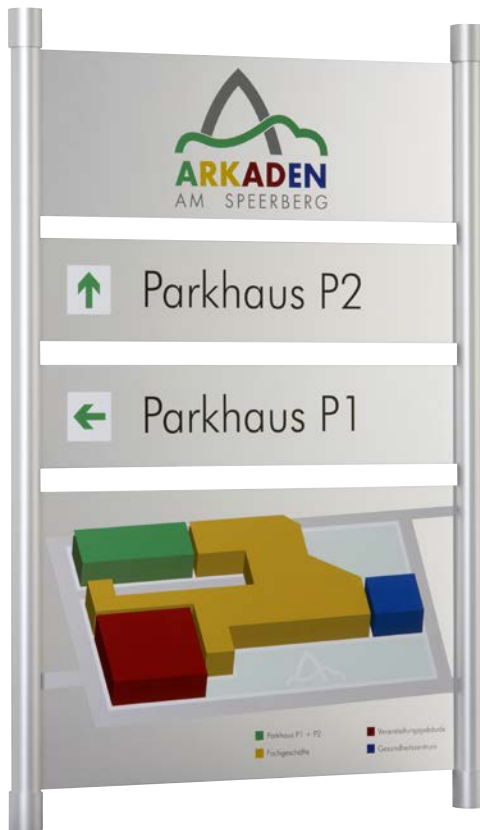 ARKADEN
AM SPEERBERG
Parkhaus P2
Parkhaus P1
Parkhaus P1 + P2
Fachgeschäfte
Veranstaltungsgebäude
Gesundheitszentrum